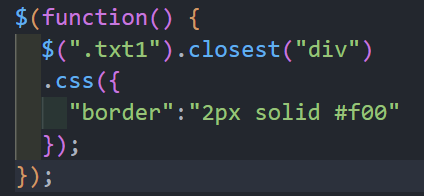 $(function() {
  $(".txt1").closest("div")
  .css({
    "border":"2px solid #f00"
  });
});